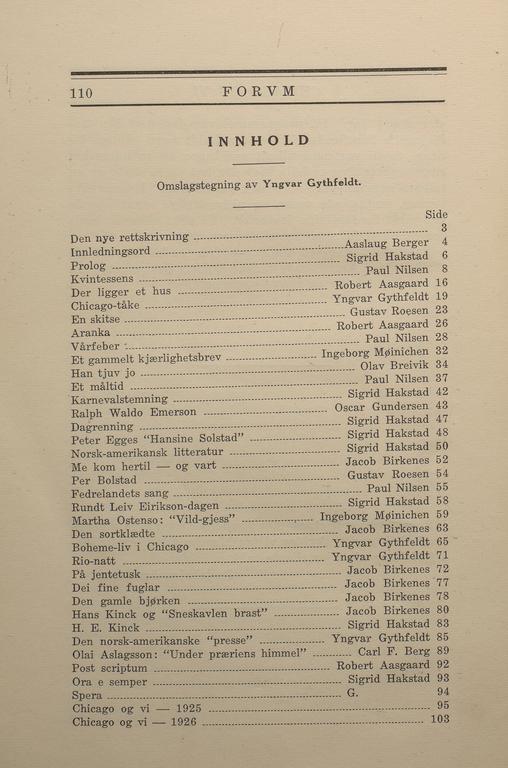 110 FORVM
INNHOLD
Omslagstegning av Yngvar Gythfeldt.
Side
Den nye rettskrivning 3
Innledningsord Aaslaug Berger 4
Prolog Sigrid Hakstad 6
Kvintessens Paul Nilsen 8
Der ligger et hus Robert Aasgaard 16
Chicago-tåke Yngvar Gythfeldt 19
En skitse Gustav Roesen 23
Aranka Robert Aasgaard 26
Vårfeber Paul Nilsen 28
Et gammelt kjærlighetsbrev Ingeborg Møinichen 32
Han tjuv jo Olav Breivik 34
Et måltid Paul Nilsen 37
Karnevalstemning Sigrid Hakstad 42
Ralph Waldo Emerson Oscar Gundersen 43
Dagrenning Sigrid Hakstad 47
Peter Egges “Hansine Solstad” Sigrid Hakstad 48
Norsk-amerikansk litteratur Sigrid Hakstad 50
Me kom hertil — og vart Jacob Birkenes 52
Per Bolstad Gustav Roesen 54
Fedrelandets sang Paul Nilsen 55
Rundt Leiv Eirikson-dagen Sigrid Hakstad 58
Martha Ostenso: “Vild-gjess” Ingeborg Møinichen 59
Den sortklædte Jacob Birkenes 63
Boheme-liv i Chicago Yngvar Gythfeldt 65
Rio-natt Yngvar Gythfeldt 71
På jentetusk Jacob Birkenes 72
Dei fine fuglar Jacob Birkenes 77
Den gamle bjørken Jacob Birkenes 78
Hans Kinck og “Sneskavlen brast” Jacob Birkenes 80
H. E. Kinck Sigrid Hakstad 83
Den norsk-amerikanske “presse” Yngvar Gythfeldt 85
Olai Aslagsson: “Under præriens himmel” Carl F. Berg 89
Post scriptum Robert Aasgaard 92
Ora e semper Sigrid Hakstad 93
Spera G. 94
Chicago og vi — 1925 95
Chicago og vi — 1926 103